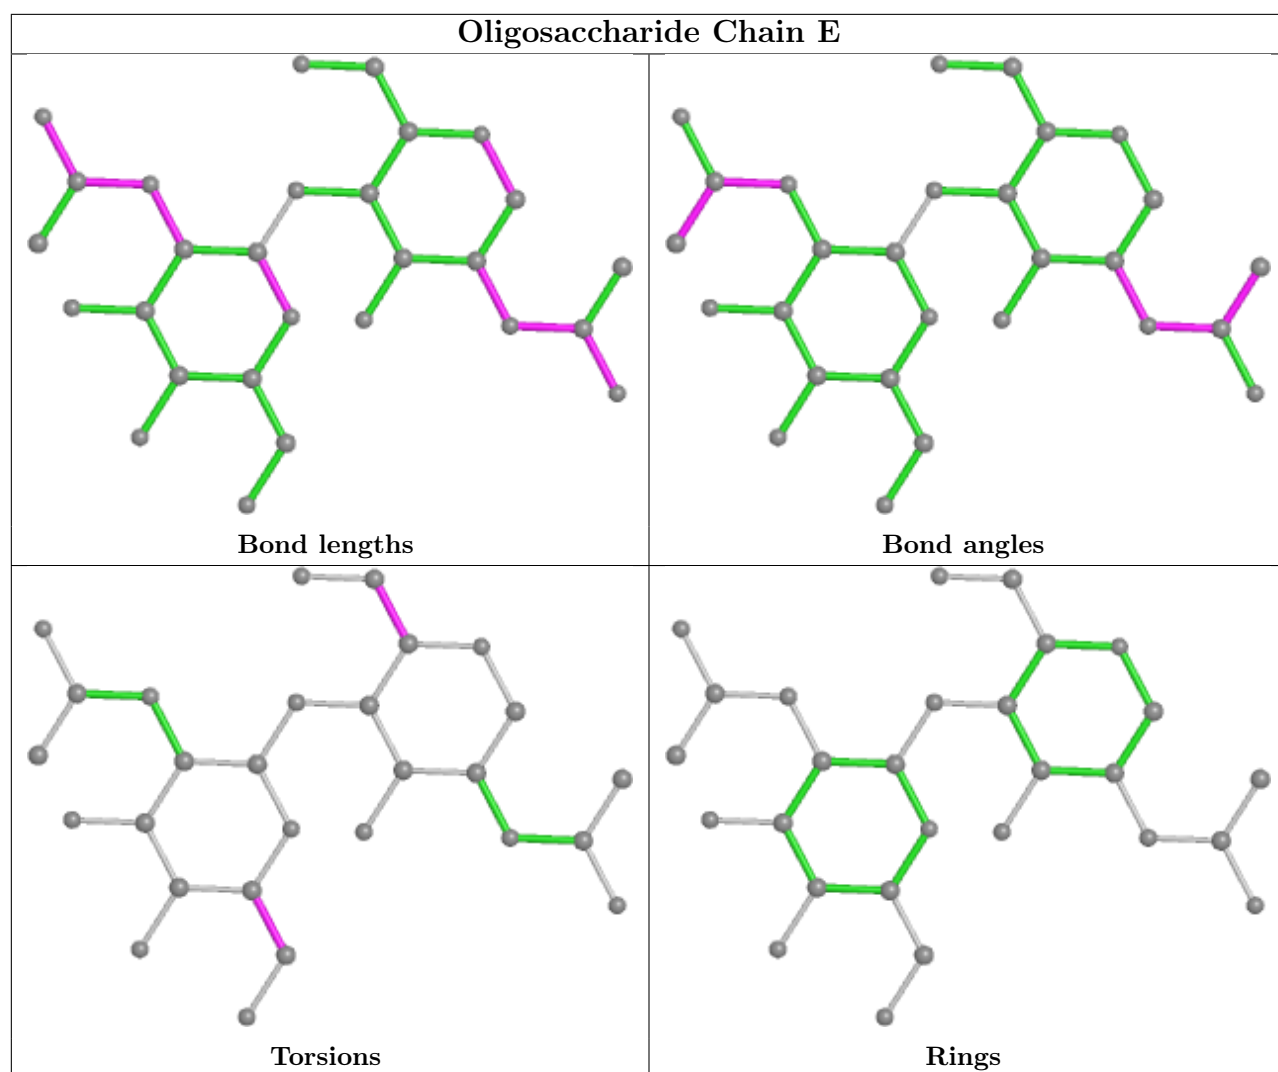 Oligosaccharide Chain E
Bond lengths
Bond angles
Torsions
Rings